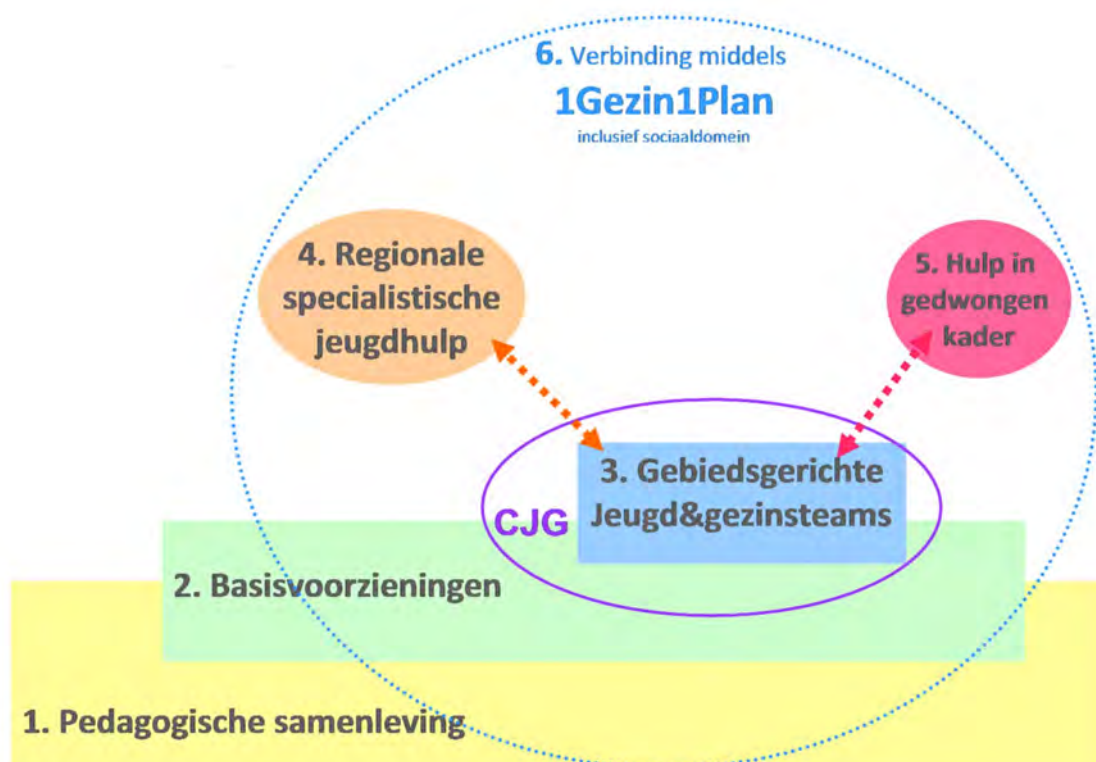 6. Verbinding middels
1Gezin1Plan
inclusief sociaaldomein
4. Regionale
specialistische
jeugdhulp
5. Hulp in
gedwongen
kader
3. Gebiedsgerichte
Jeugd&gezinsteams
CJG
2. Basisvoorzieningen
1. Pedagogische samenleving